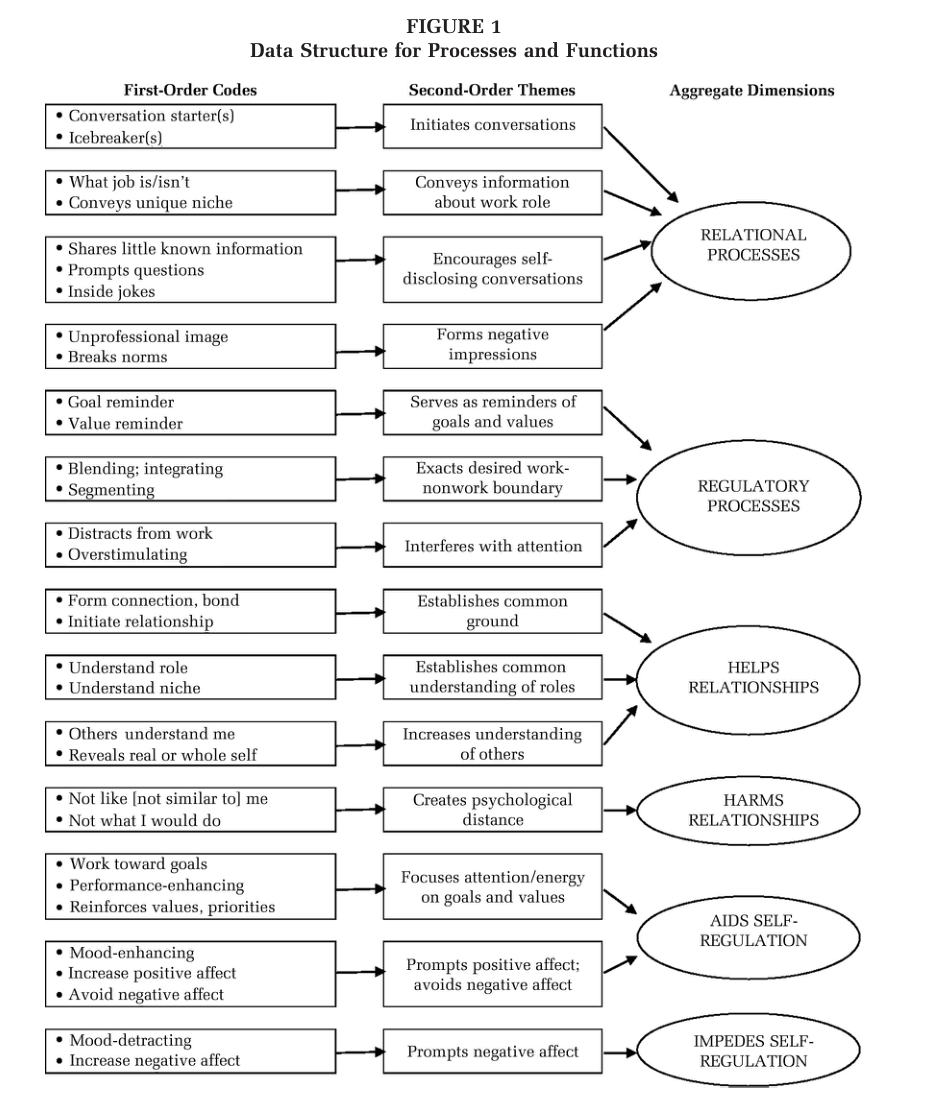 FIGURE 1
Data Structure for Processes and Functions
First-Order Codes
Second-Order Themes
Aggregate Dimensions
• Conversation starter(s)
• Icebreaker(s)
Initiates conversations
• What job is/isn't
• Conveys unique niche
Conveys information
about work role
• Shares little known information
• Prompts questions
• Inside jokes
Encourages self-
disclosing conversations
• Unprofessional image
• Breaks norms
Forms negative
impressions
RELATIONAL
PROCESSES
• Goal reminder
• Value reminder
Serves as reminders of
goals and values
• Blending; integrating
• Segmenting
Exacts desired work-
nonwork boundary
• Distracts from work
• Overstimulating
Interferes with attention
REGULATORY
PROCESSES
• Form connection, bond
• Initiate relationship
Establishes common
ground
• Understand role
• Understand niche
Establishes common
understanding of roles
• Others understand me
• Reveals real or whole self
Increases understanding
of others
HELPS
RELATIONSHIPS
• Not like [not similar to] me
• Not what I would do
Creates psychological
distance
HARMS
RELATIONSHIPS
• Work toward goals
• Performance-enhancing
• Reinforces values, priorities
Focuses attention/energy
on goals and values
• Mood-enhancing
• Increase positive affect
• Avoid negative affect
Prompts positive affect;
avoids negative affect
AIDS SELF-
REGULATION
• Mood-detracting
• Increase negative affect
Prompts negative affect
IMPEDES SELF-
REGULATION